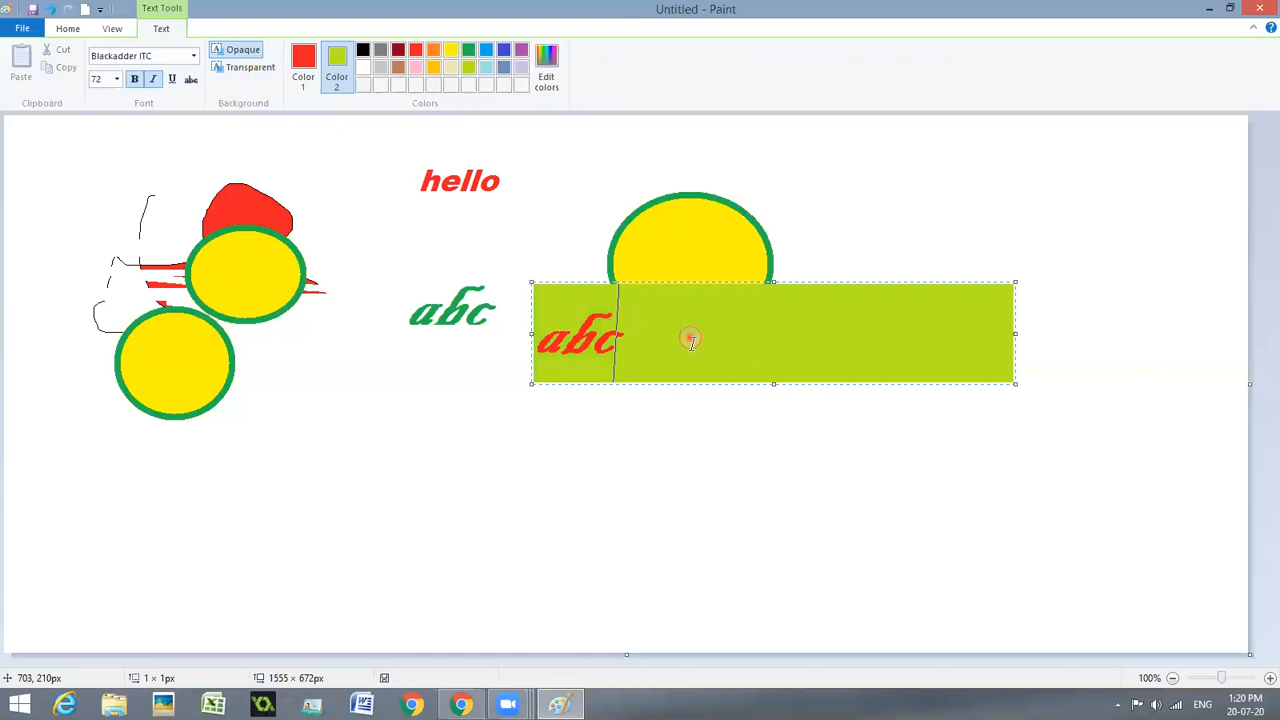 Text Tools
Untitled - Paint
File
Home
View
Text
Paste
Cut
Copy
Clipboard
Blackadder ITC
72
B I U abc
Font
Opaque
Transparent
Background
Color 1
Color 2
Edit colors
Colors
hello
abc
abc
703, 210px
1 × 1px
1555 × 672px
100%
ENG
1:20 PM
20-07-20